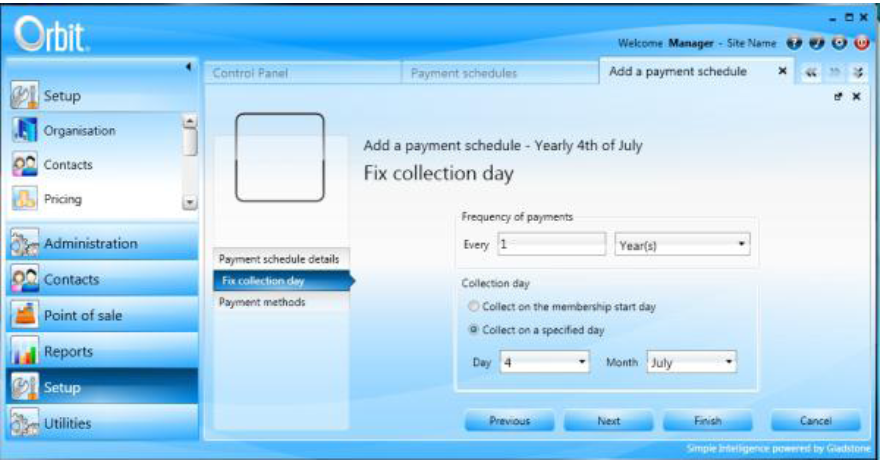 Orbit.
Welcome Manager - Site Name
Control Panel
Payment schedules
Add a payment schedule
Setup
Organisation
Contacts
Pricing
Administration
Contacts
Point of sale
Reports
Setup
Utilities
Payment schedule details
Fix collection day
Payment methods
Add a payment schedule - Yearly 4th of July
Fix collection day
Frequency of payments
Every 1 Year(s)
Collection day
Collect on the membership start day
Collect on a specified day
Day 4 Month July
Previous Next Finish Cancel
Simple Intelligence powered by Gladstone